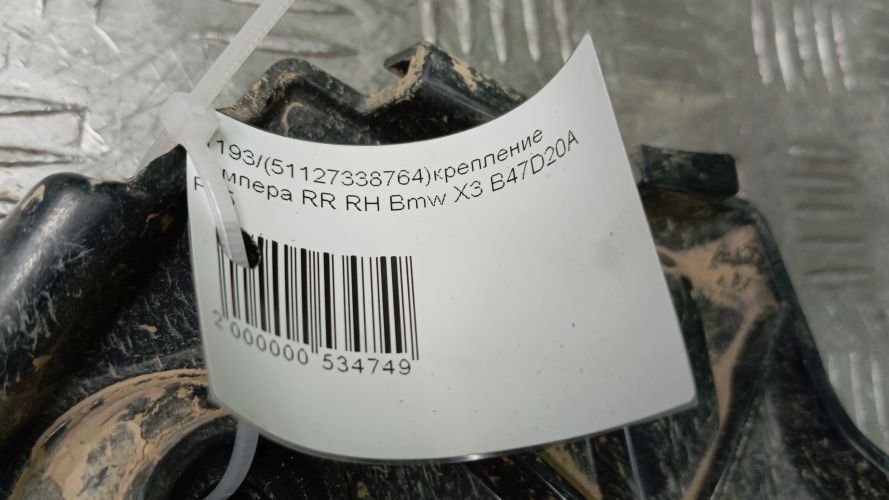 193/(51127338764)крепление
мпера RR RH Bmw X3 B47D20A
2 000000 534749